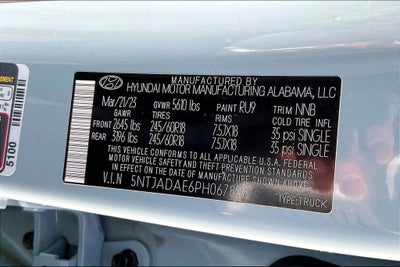 MANUFACTURED BY
HYUNDAI MOTOR MANUFACTURING ALABAMA, LLC
Mar/21/23 GVWR 5610 lbs PAINT RU9 TRIM NNB
GAWR TIRES RIMS COLD TIRE INFL
FRONT 2645 lbs 245/60R18 7.5JX18 35 psi SINGLE
REAR 3196 lbs 245/60R18 7.5JX18 35 psi SINGLE
THIS VEHICLE CONFORMS TO ALL APPLICABLE U.S. FEDERAL
MOTOR VEHICLE SAFETY AND THEFT PREVENTION STANDARDS
IN EFFECT ON THE DATE OF MANUFACTURE SHOWN ABOVE.
V.I.N
TYPE:TRUCK
5100